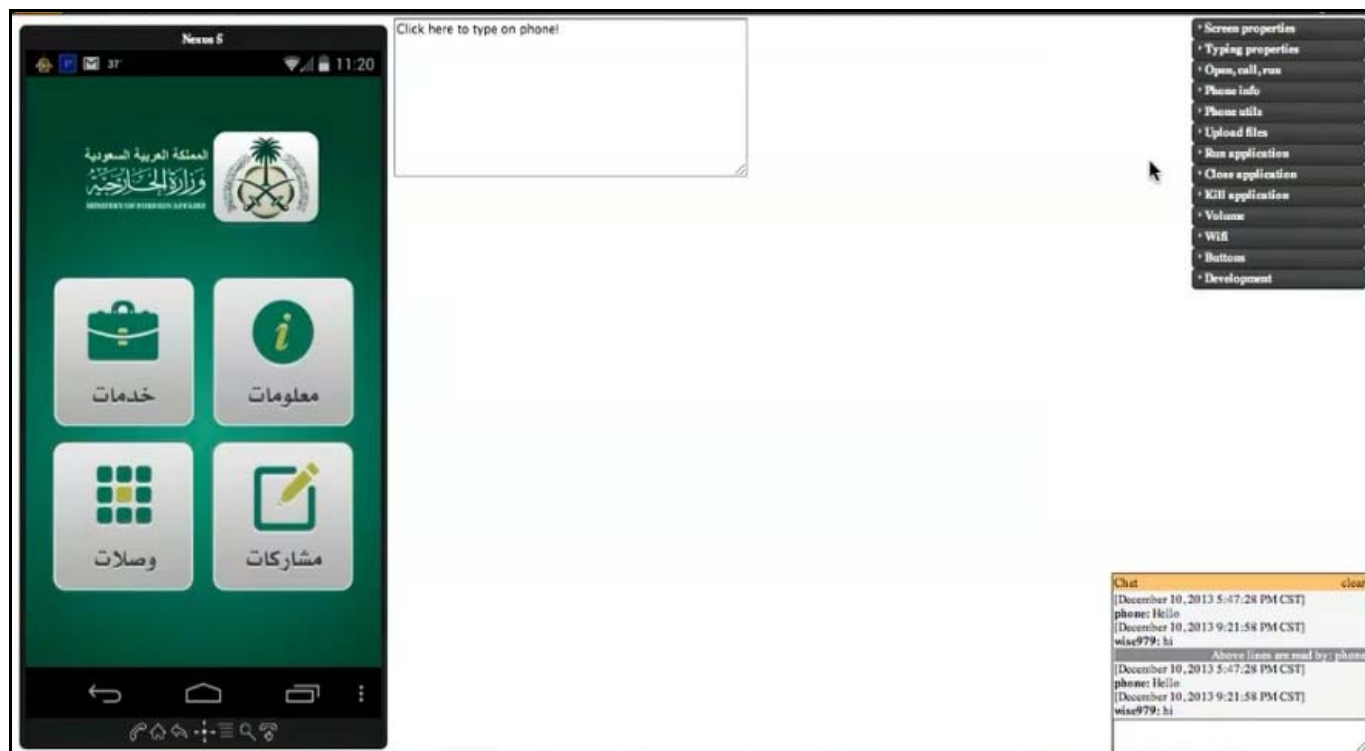 Nexus 5
37°
11:20
المملكة العربية السعودية
وزارة الخارجية
MINISTRY OF FOREIGN AFFAIRS
خدمات
معلومات
وصلات
مشاركات
Click here to type on phone!
Screen properties
Typing properties
Open, call, run
Phone info
Phone utils
Upload files
Run application
Close application
Kill application
Volume
Wifi
Buttons
Development
Chat clear
[December 10, 2013 5:47:28 PM CST]
phone: Hello
[December 10, 2013 9:21:58 PM CST]
wise979: hi
Above lines are read by: phone
[December 10, 2013 5:47:28 PM CST]
phone: Hello
[December 10, 2013 9:21:58 PM CST]
wise979: hi